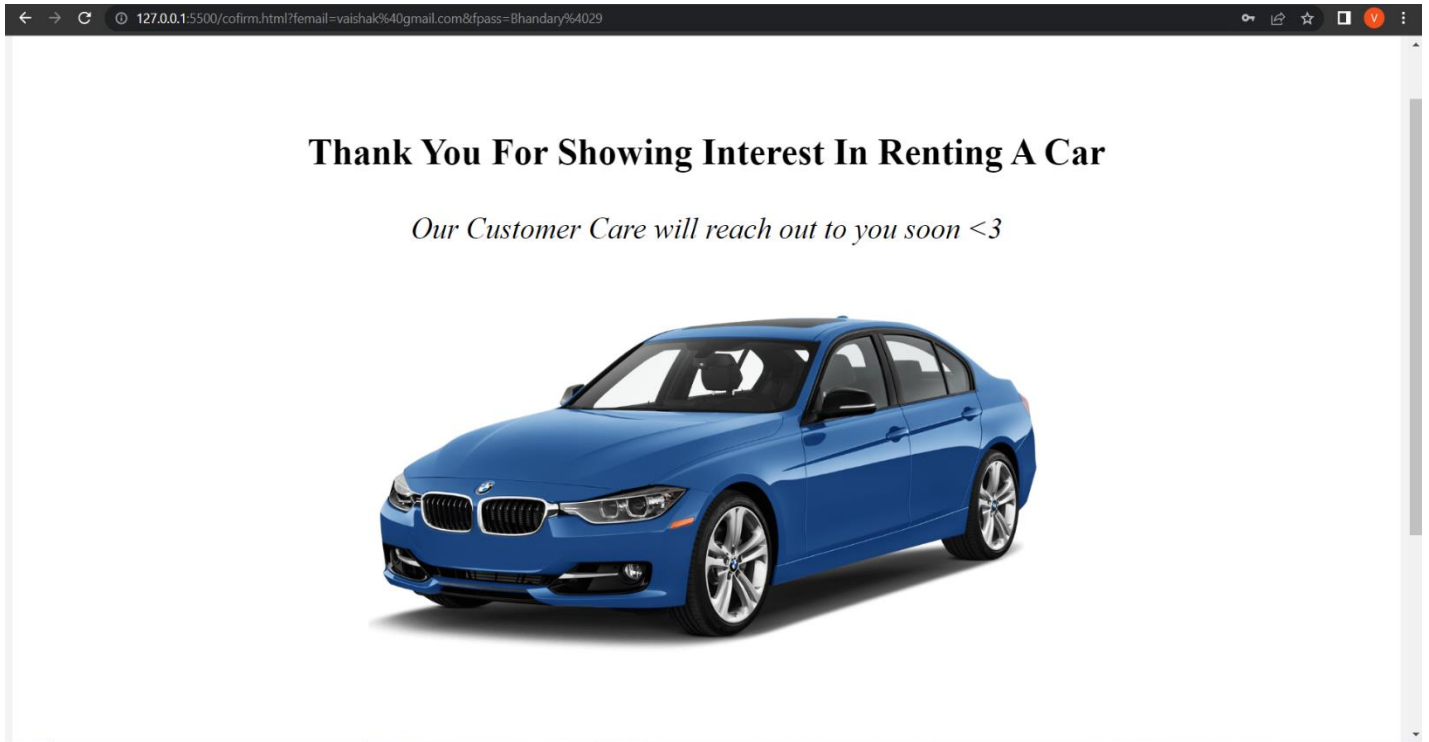 127.0.0.1:5500/cofirm.html?femail=vaishak%40gmail.com&fpass=Bhandary%4029
V
Thank You For Showing Interest In Renting A Car
Our Customer Care will reach out to you soon <3